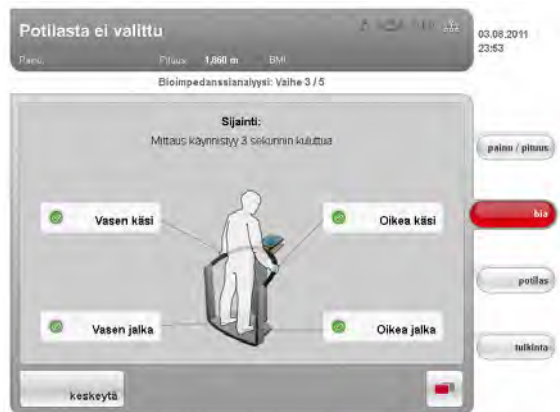 Potilasta ei valittu
03.08.2011
23:53
Paino: Pituus: 1,860 m BMI:
Bioimpedanssianalyysi: Vaihe 3 / 5
Sijainti:
Mittaus käynnistyy 3 sekunnin kuluttua
paino / pituus
Vasen käsi
Oikea käsi
bia
potilas
Vasen jalka
Oikea jalka
tulkinta
keskeytä